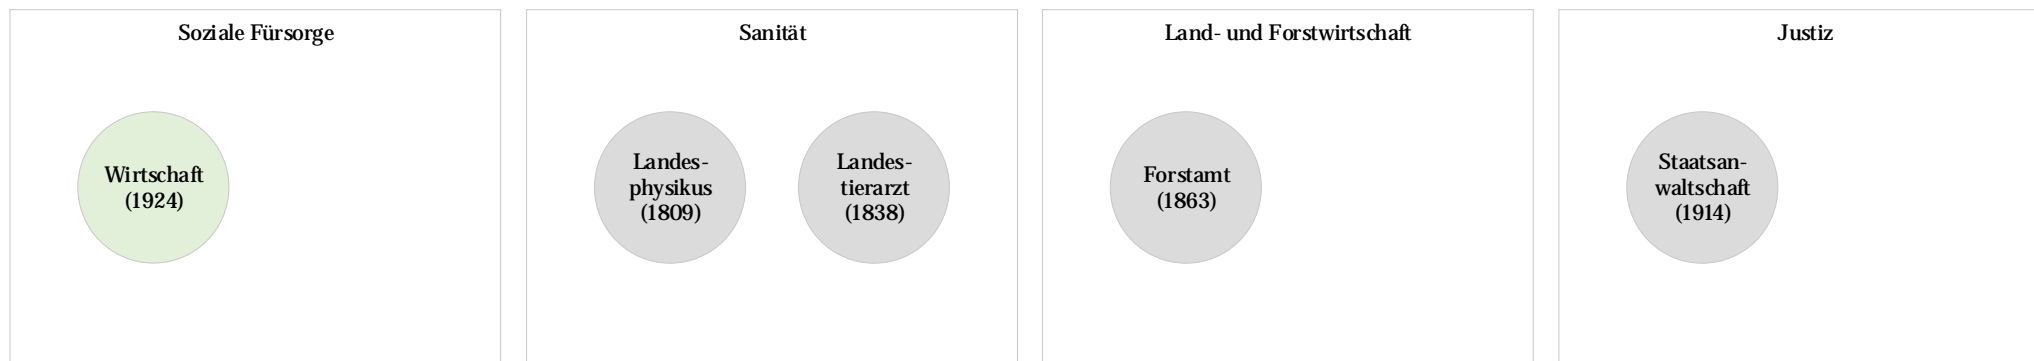 Soziale Fürsorge
Wirtschaft
(1924)
Sanität
Landes-
physikus
(1809)
Landes-
tierarzt
(1838)
Land- und Forstwirtschaft
Forstamt
(1863)
Justiz
Staatsan-
waltschaft
(1914)